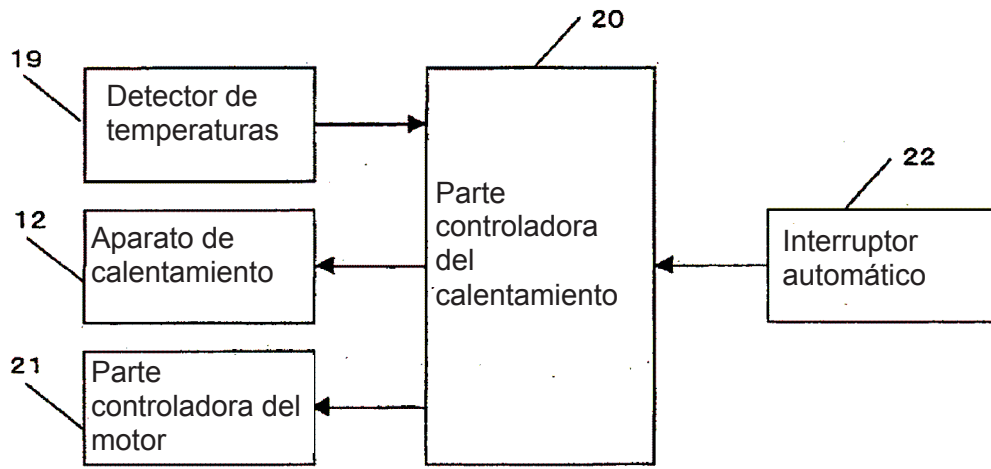 20
19
Detector de
temperaturas
22
12
Aparato de
calentamiento
Parte
controladora
del
calentamiento
Interruptor
automático
21
Parte
controladora del
motor